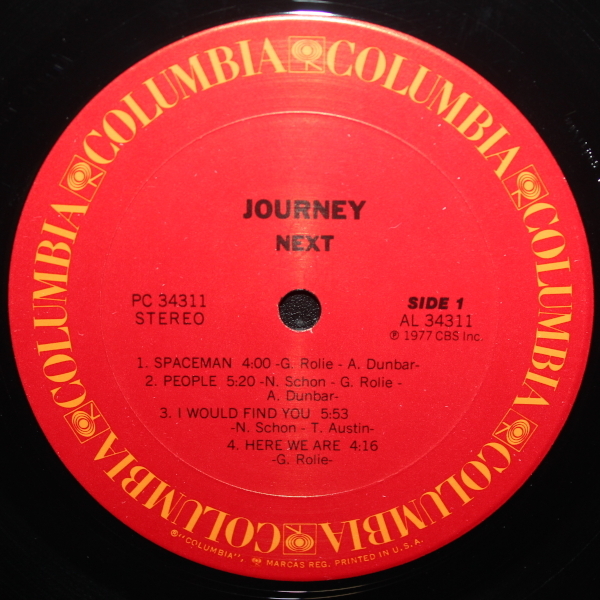 COLUMBIA COLUMBIA COLUMBIA COLUMBIA COLUMBIA COLUMBIA
JOURNEY
NEXT
PC 34311
STEREO
SIDE 1
AL 34311
℗ 1977 CBS Inc.
1. SPACEMAN 4:00 -G. Rolie - A. Dunbar-
2. PEOPLE 5:20 -N. Schon - G. Rolie -
A. Dunbar-
3. I WOULD FIND YOU 5:53
-N. Schon - T. Austin-
4. HERE WE ARE 4:16
-G. Rolie-
®"COLUMBIA", MARCAS REG. PRINTED IN U.S.A.